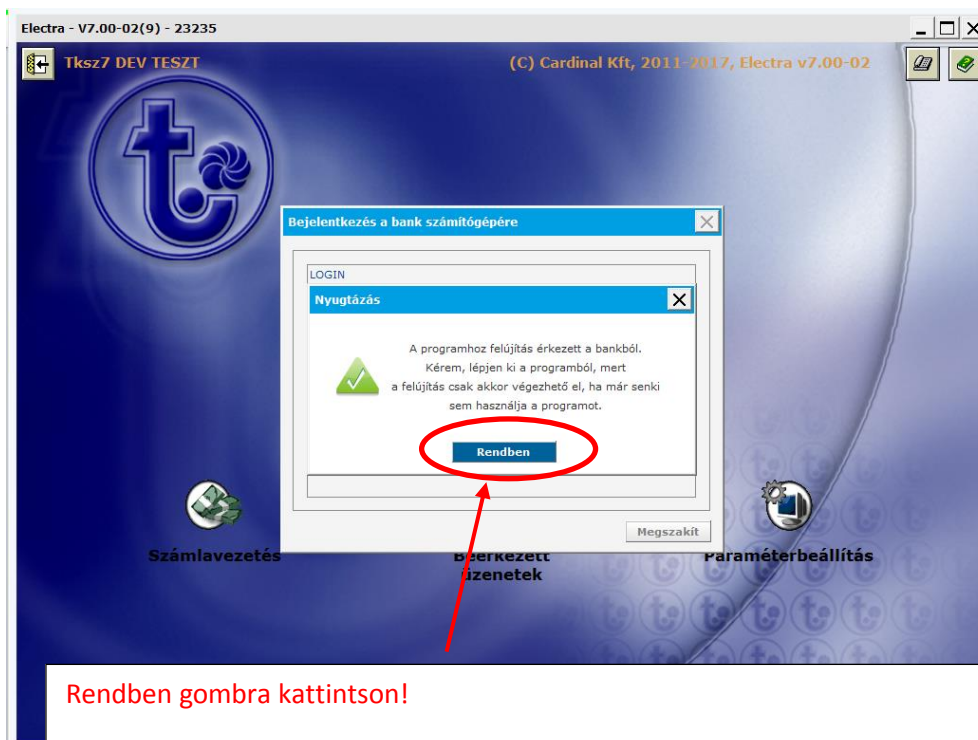 Electra - V7.00-02(9) - 23235
Tksz7 DEV TESZT
(C) Cardinal Kft, 2011-2017, Electra v7.00-02
Bejelentkezés a bank számítógépére
LOGIN
Nyugtázás
A programhoz felújítás érkezett a bankból.
Kérem, lépjen ki a programból, mert
a felújítás csak akkor végezhető el, ha már senki
sem használja a programot.
Rendben
Megszakít
Számlavezetés
Beérkezett
üzenetek
Paraméterbeállítás
Rendben gombra kattintson!